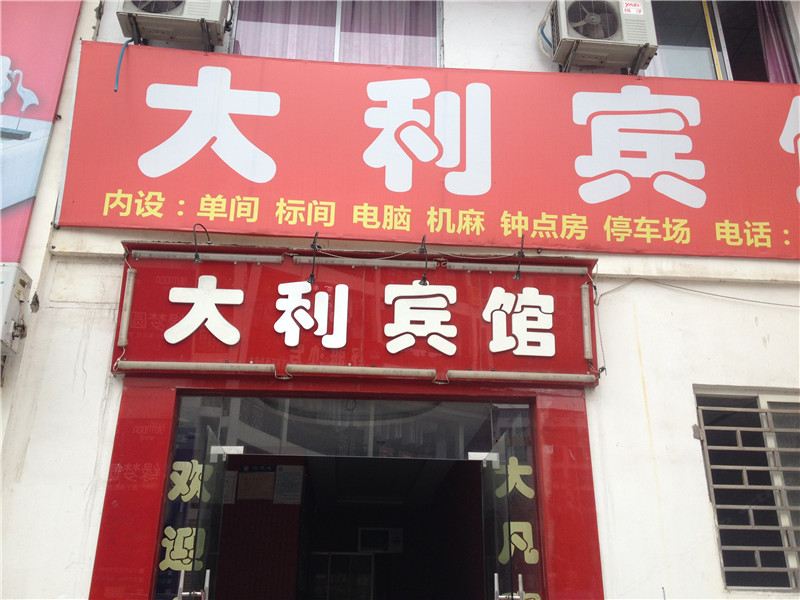 大利宾
内设：单间 标间 电脑 机麻 钟点房 停车场 电话：
大利宾馆
欢迎
大凡